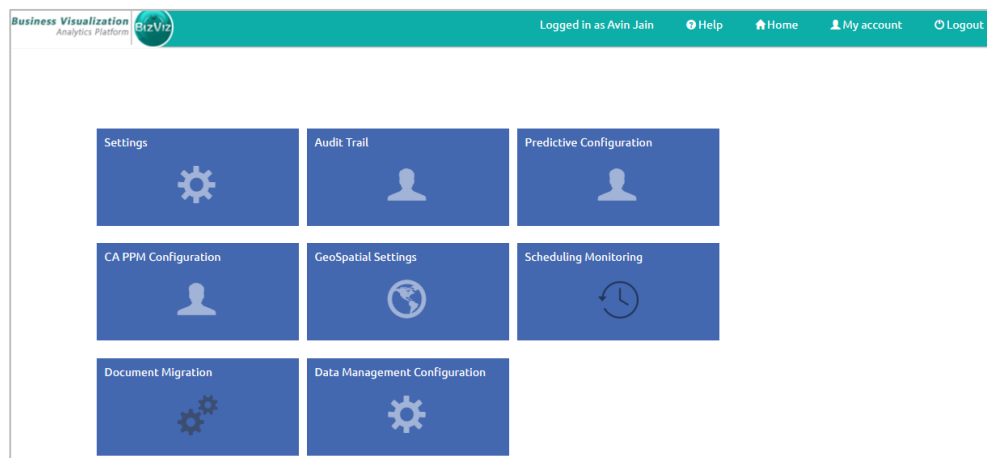 Business Visualization
Analytics Platform
BizViz
Logged in as Avin Jain
Help
Home
My account
Logout
Settings
Audit Trail
Predictive Configuration
CA PPM Configuration
GeoSpatial Settings
Scheduling Monitoring
Document Migration
Data Management Configuration